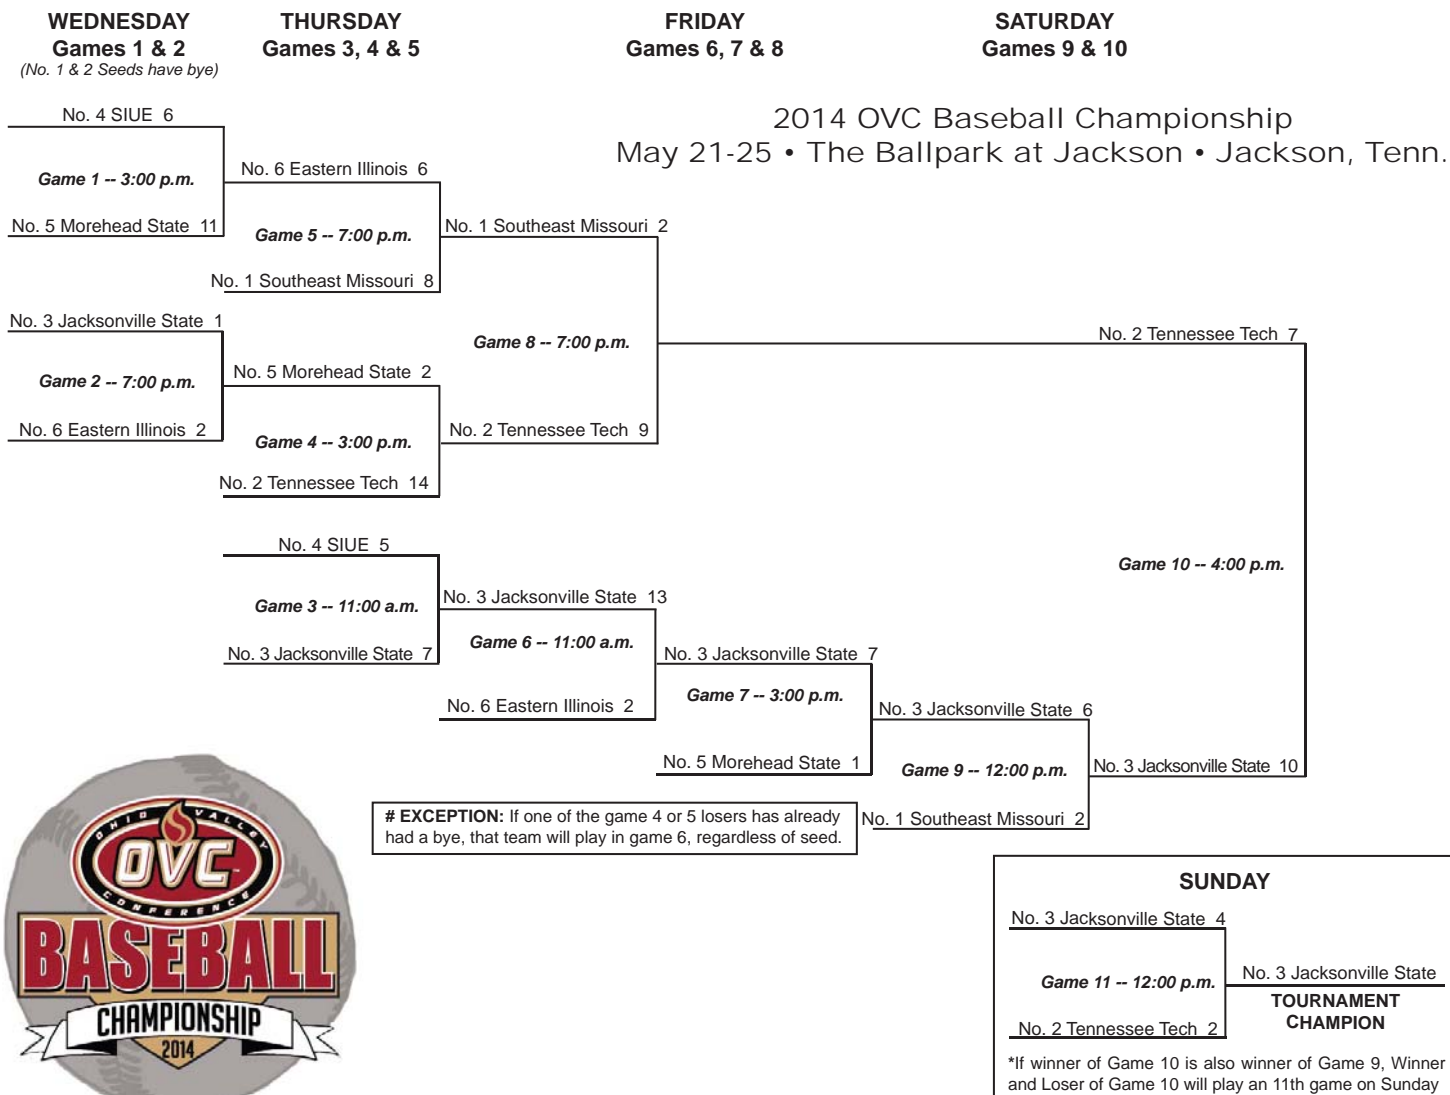 WEDNESDAY
Games 1 & 2
(No. 1 & 2 Seeds have bye)
THURSDAY
Games 3, 4 & 5
FRIDAY
Games 6, 7 & 8
SATURDAY
Games 9 & 10
2014 OVC Baseball Championship
May 21-25 • The Ballpark at Jackson • Jackson, Tenn.
No. 4 SIUE 6
Game 1 -- 3:00 p.m.
No. 5 Morehead State 11
No. 3 Jacksonville State 1
Game 2 -- 7:00 p.m.
No. 6 Eastern Illinois 2
No. 6 Eastern Illinois 6
Game 5 -- 7:00 p.m.
No. 1 Southeast Missouri 8
No. 5 Morehead State 2
Game 4 -- 3:00 p.m.
No. 2 Tennessee Tech 14
No. 4 SIUE 5
Game 3 -- 11:00 a.m.
No. 3 Jacksonville State 7
No. 1 Southeast Missouri 2
Game 8 -- 7:00 p.m.
No. 2 Tennessee Tech 9
No. 3 Jacksonville State 13
Game 6 -- 11:00 a.m.
No. 6 Eastern Illinois 2
No. 3 Jacksonville State 7
Game 7 -- 3:00 p.m.
No. 5 Morehead State 1
No. 3 Jacksonville State 6
Game 9 -- 12:00 p.m.
No. 1 Southeast Missouri 2
No. 2 Tennessee Tech 7
Game 10 -- 4:00 p.m.
No. 3 Jacksonville State 10
# EXCEPTION: If one of the game 4 or 5 losers has already
had a bye, that team will play in game 6, regardless of seed.
OHIO VALLEY
OVC™
CONFERENCE
BASEBALL
CHAMPIONSHIP
2014
SUNDAY
No. 3 Jacksonville State 4
Game 11 -- 12:00 p.m.
No. 2 Tennessee Tech 2
No. 3 Jacksonville State
TOURNAMENT
CHAMPION
*If winner of Game 10 is also winner of Game 9, Winner
and Loser of Game 10 will play an 11th game on Sunday